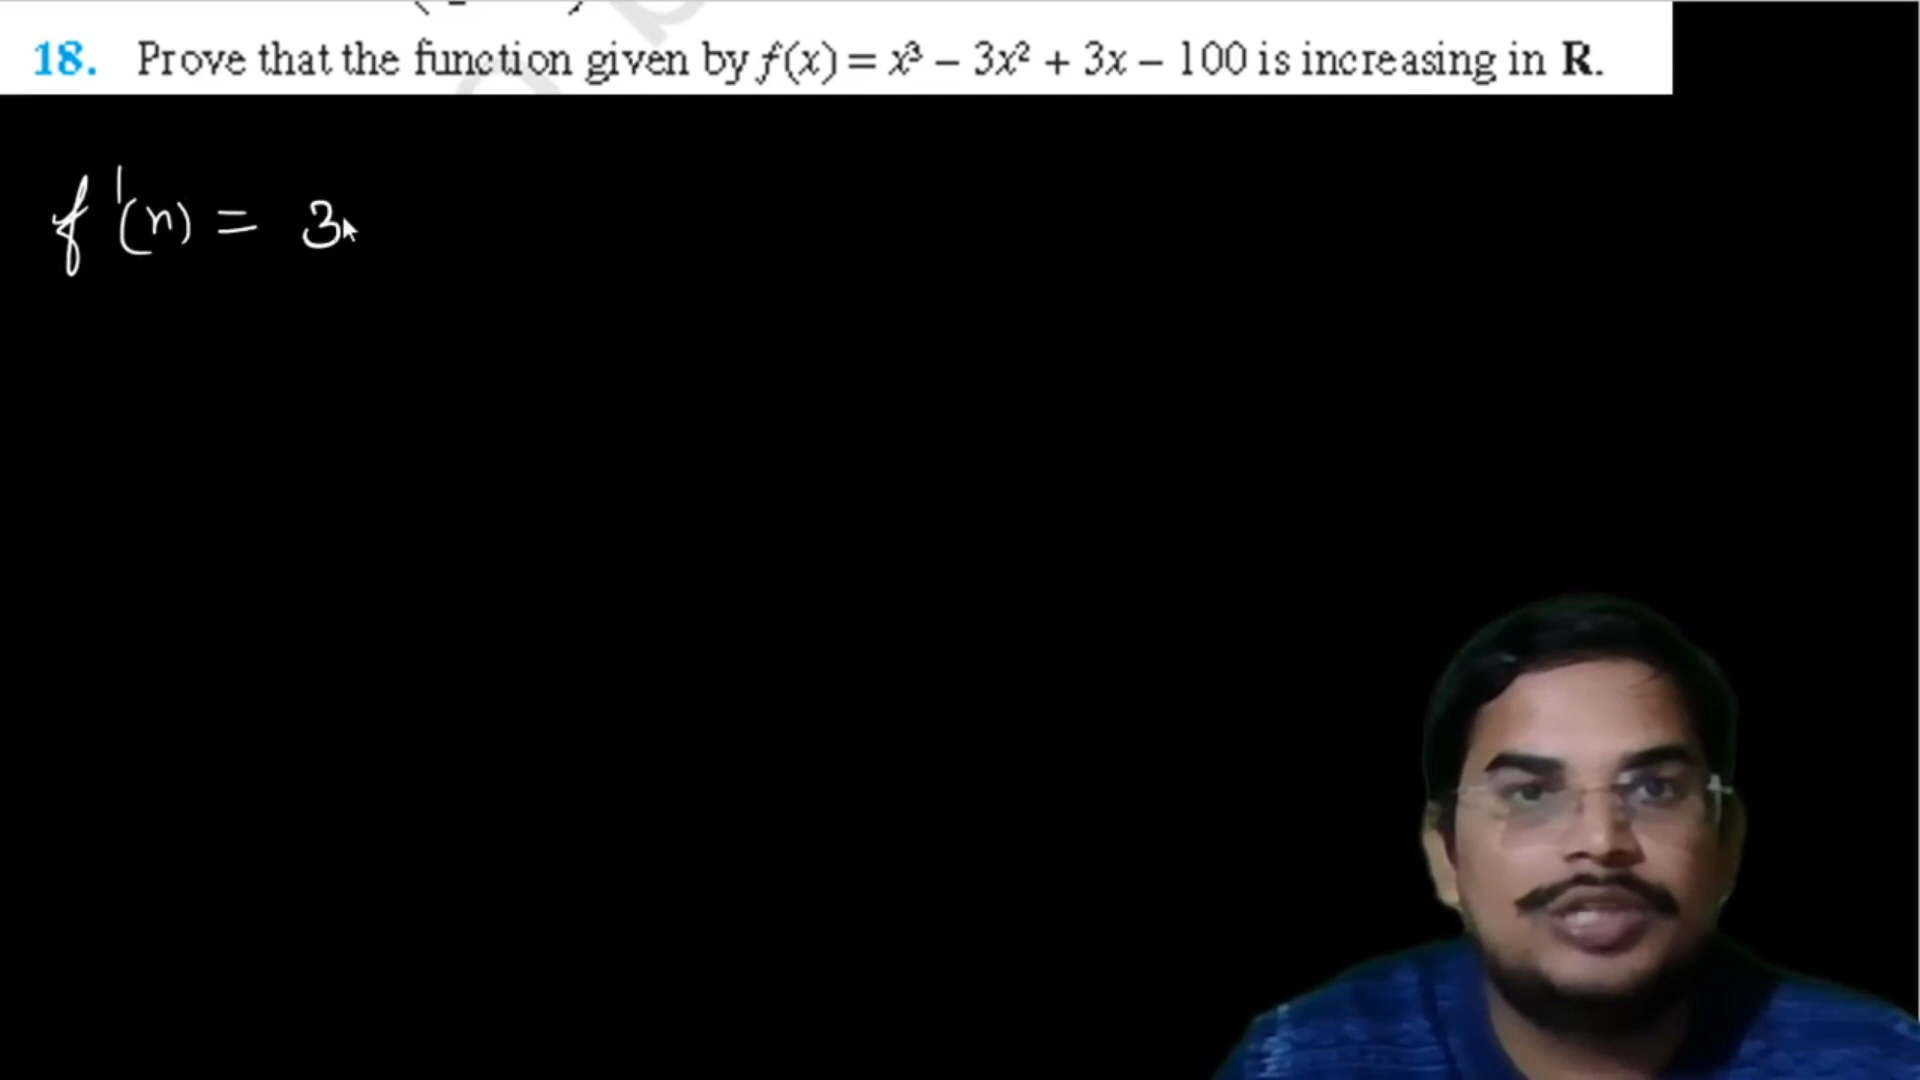 18. Prove that the function given by f(x) = x³ – 3x² + 3x – 100 is increasing in R.
f'(n) = 3